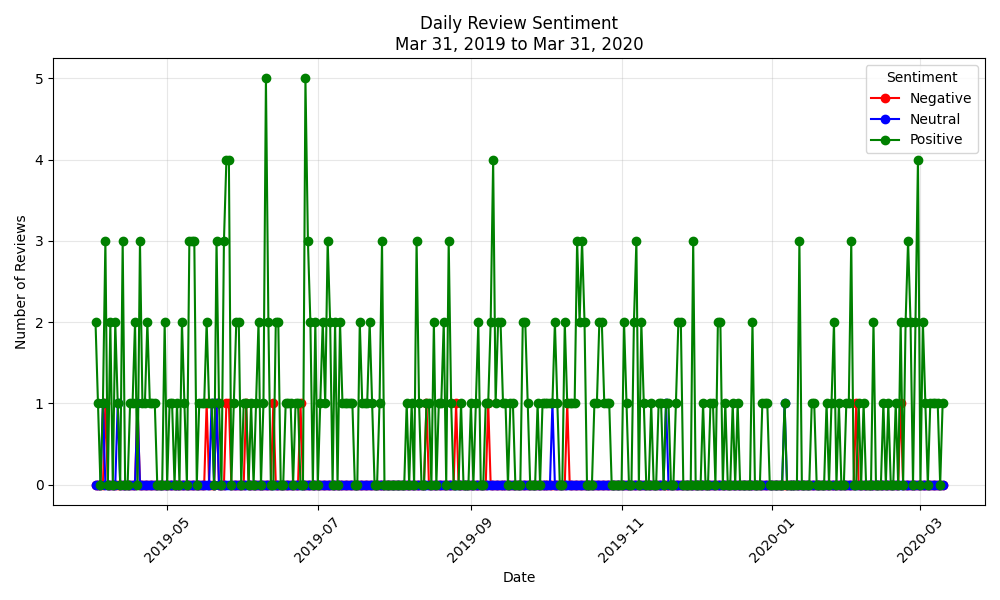 Daily Review Sentiment
Mar 31, 2019 to Mar 31, 2020
Number of Reviews
5
4
3
2
1
0
Sentiment
Negative
Neutral
Positive
2019-05
2019-07
2019-09
2019-11
2020-01
2020-03
Date